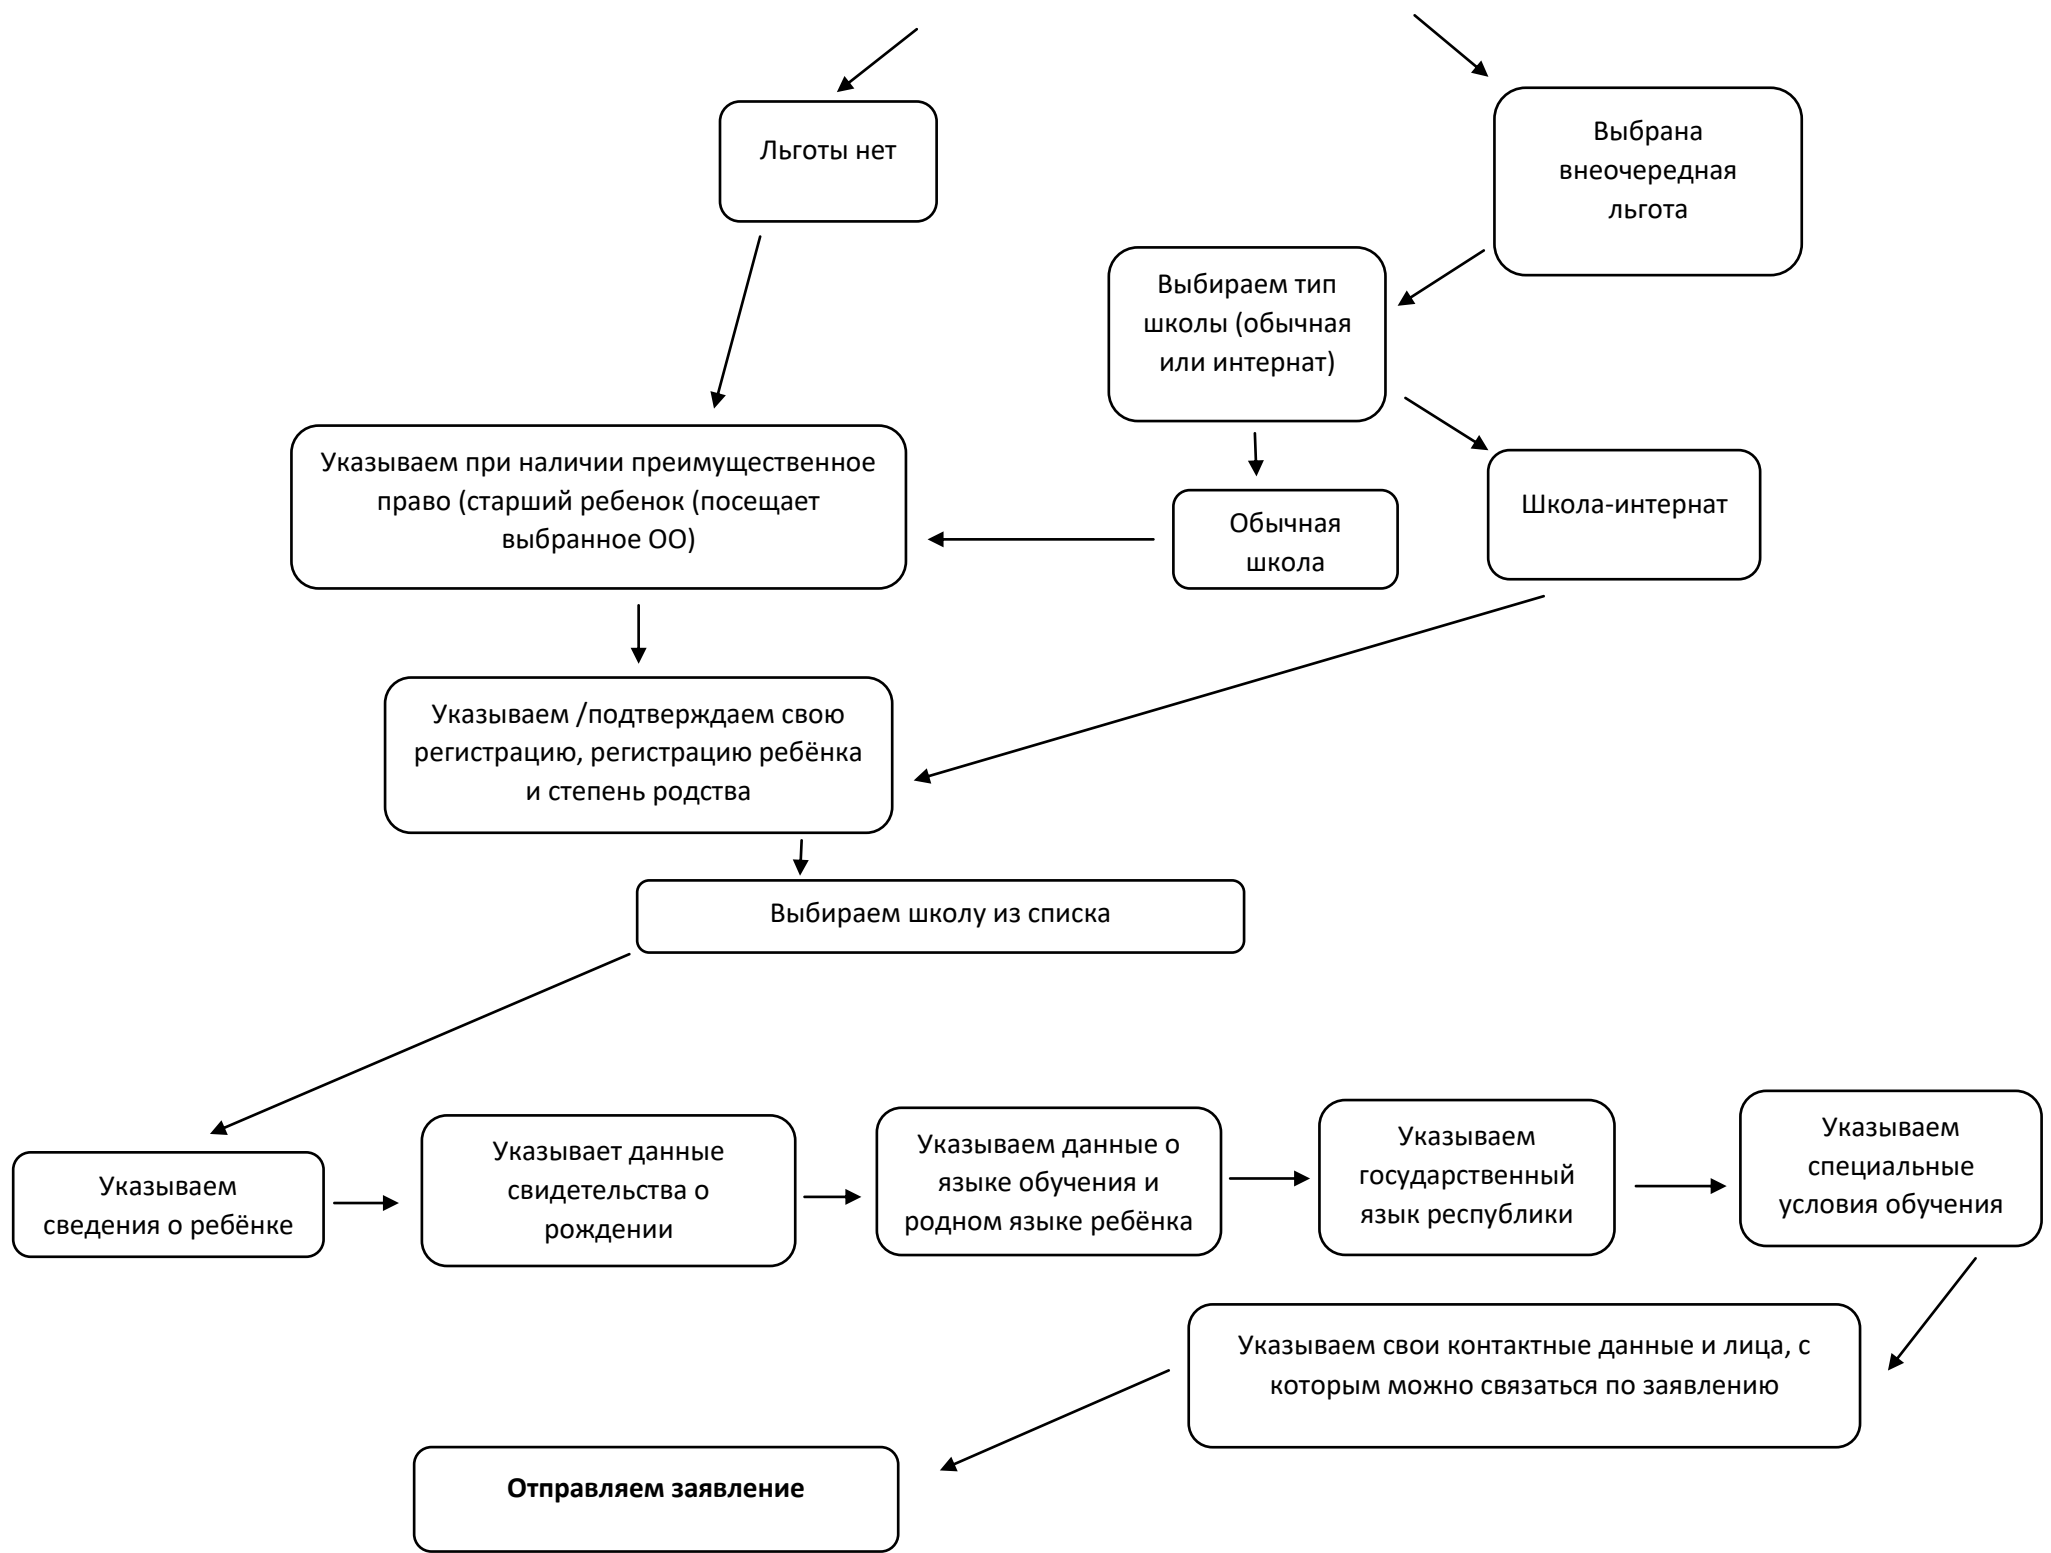 Льготы нет
Выбрана
внеочередная
льгота
Выбираем тип
школы (обычная
или интернат)
Указываем при наличии преимущественное
право (старший ребенок (посещает
выбранное ОО)
Обычная
школа
Школа-интернат
Указываем /подтверждаем свою
регистрацию, регистрацию ребёнка
и степень родства
Выбираем школу из списка
Указываем
сведения о ребёнке
Указывает данные
свидетельства о
рождении
Указываем данные о
языке обучения и
родном языке ребёнка
Указываем
государственный
язык республики
Указываем
специальные
условия обучения
Указываем свои контактные данные и лица, с
которым можно связаться по заявлению
Отправляем заявление